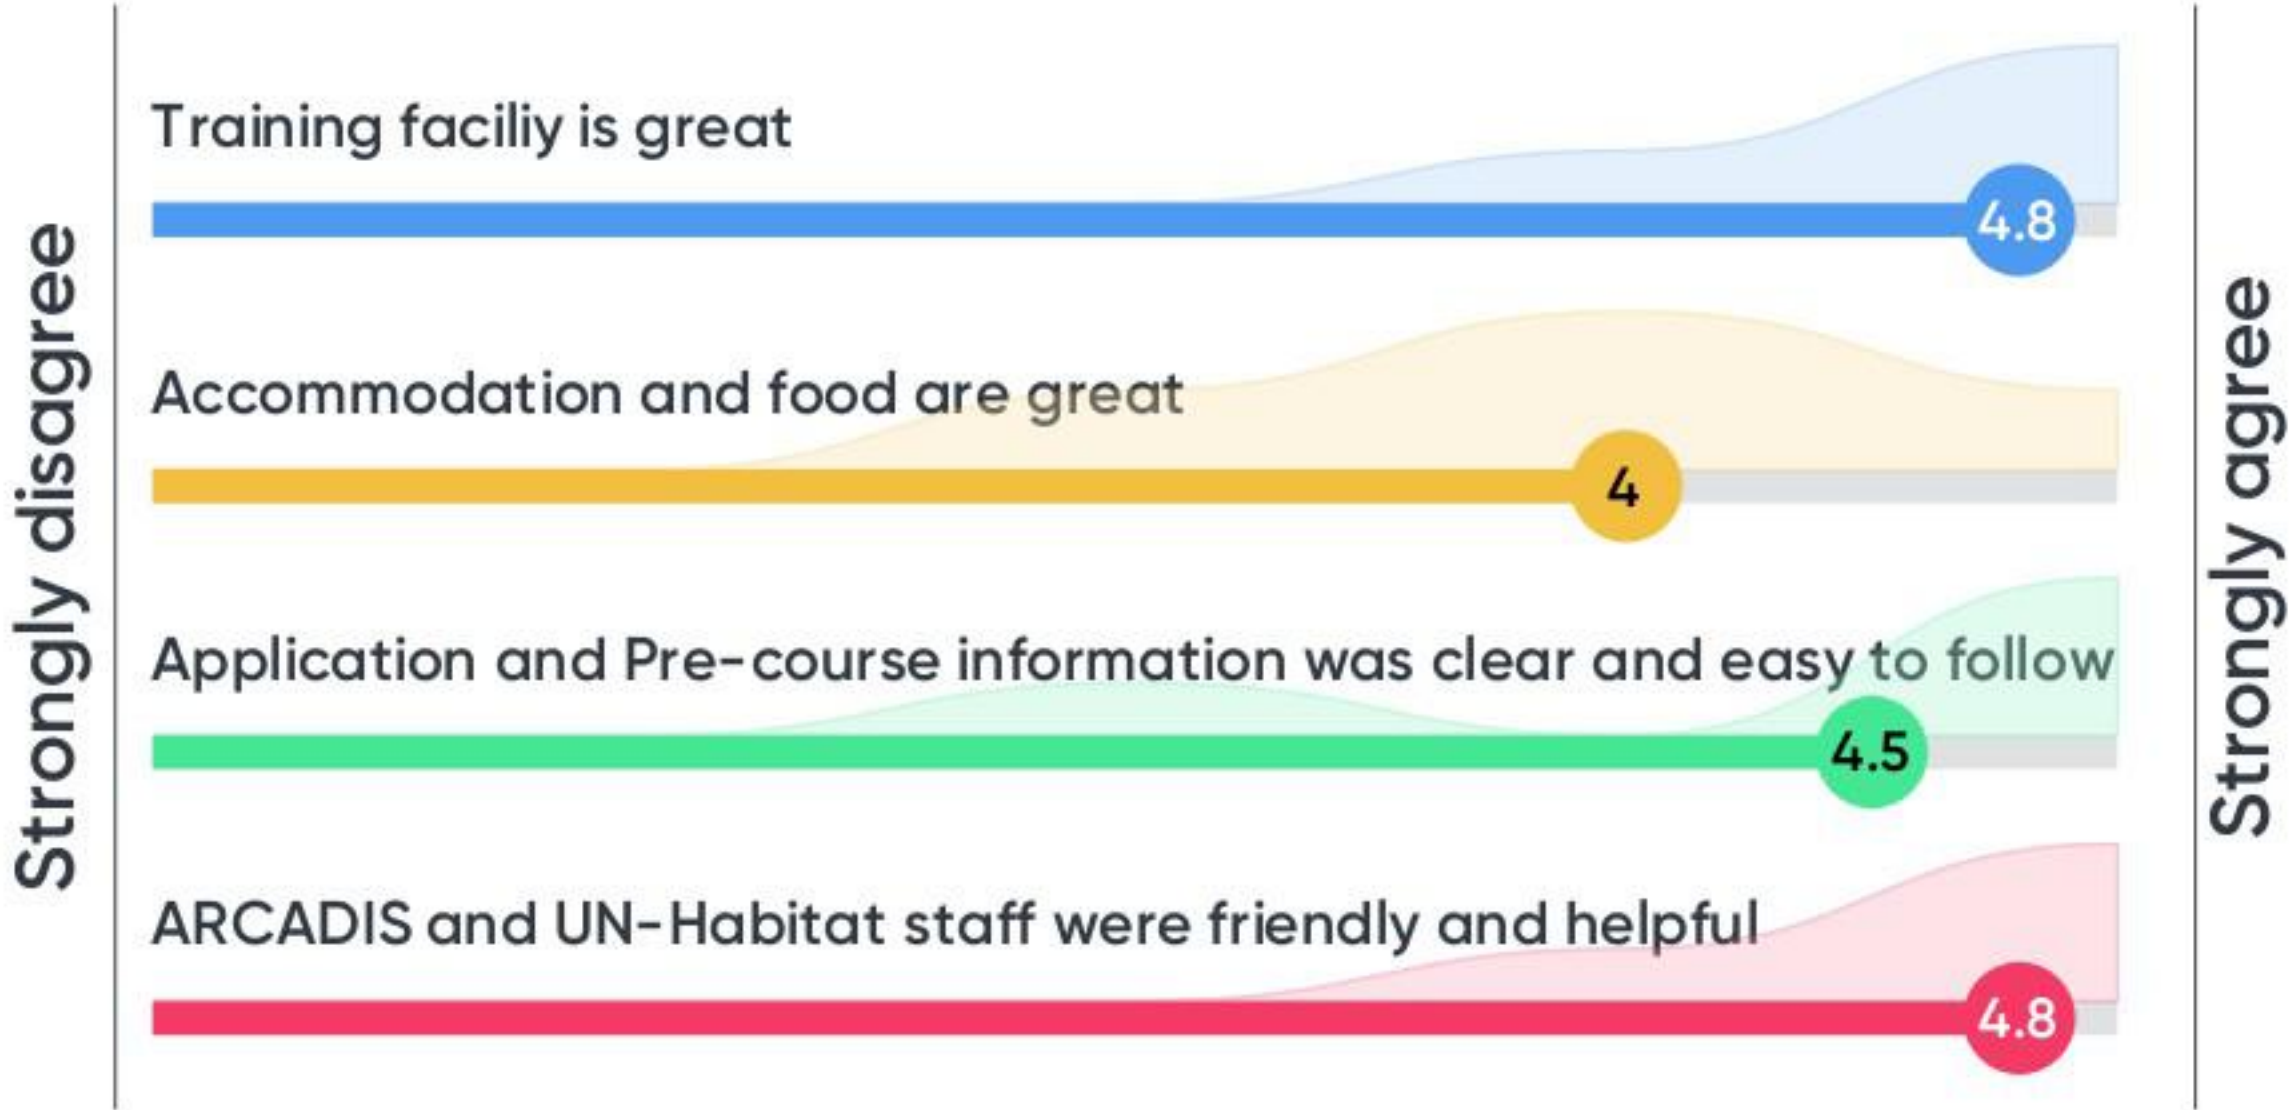 Strongly disagree
Training faciliy is great
4.8
Accommodation and food are great
4
Application and Pre-course information was clear and easy to follow
4.5
ARCADIS and UN-Habitat staff were friendly and helpful
4.8
Strongly agree